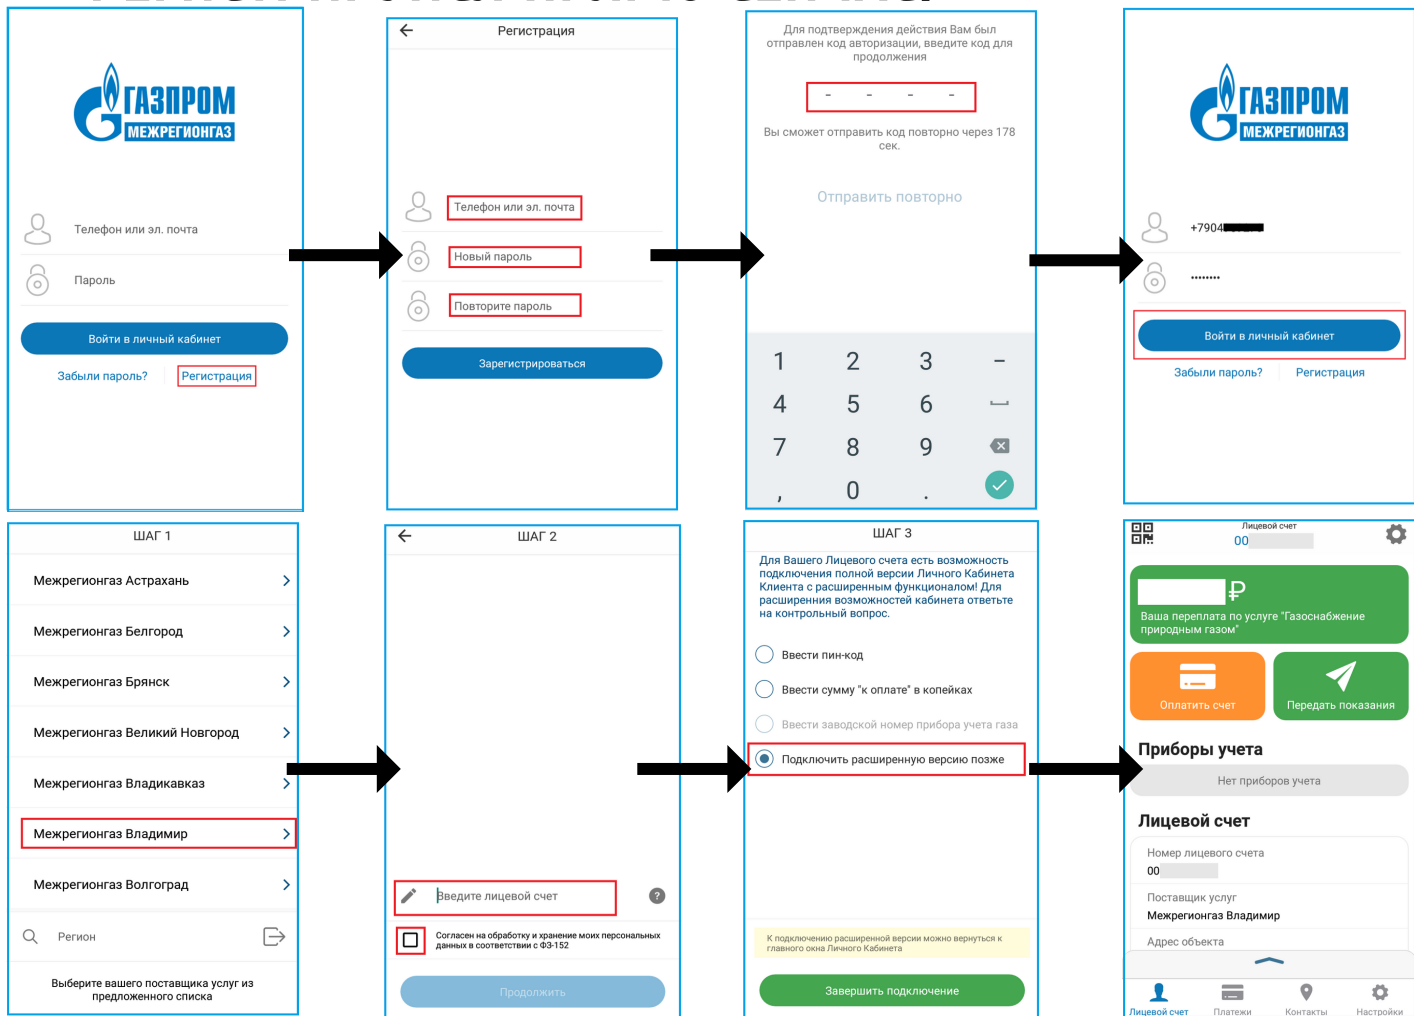 ГАЗПРОМ
МЕЖРЕГИОНГАЗ
Телефон или эл. почта
Пароль
Войти в личный кабинет
Забыли пароль?
Регистрация
Регистрация
Телефон или эл. почта
Новый пароль
Повторите пароль
Зарегистрироваться
Для подтверждения действия Вам был
отправлен код авторизации, введите код для
продолжения
- - - -
Вы сможет отправить код повторно через 178
сек.
Отправить повторно
1 2 3 –
4 5 6
7 8 9
, 0 .
ГАЗПРОМ
МЕЖРЕГИОНГАЗ
+7904
••••••••
Войти в личный кабинет
Забыли пароль?
Регистрация
ШАГ 1
Межрегионгаз Астрахань
Межрегионгаз Белгород
Межрегионгаз Брянск
Межрегионгаз Великий Новгород
Межрегионгаз Владикавказ
Межрегионгаз Владимир
Межрегионгаз Волгоград
Регион
Выберите вашего поставщика услуг из
предложенного списка
ШАГ 2
Введите лицевой счет
?
Согласен на обработку и хранение моих персональных
данных в соответствии с ФЗ-152
Продолжить
ШАГ 3
Для Вашего Лицевого счета есть возможность
подключения полной версии Личного Кабинета
Клиента с расширенным функционалом! Для
расширенния возможностей кабинета ответьте
на контрольный вопрос.
Ввести пин-код
Ввести сумму "к оплате" в копейках
Ввести заводской номер прибора учета газа
Подключить расширенную версию позже
К подключению расширенной версии можно вернуться к
главного окна Личного Кабинета
Завершить подключение
Лицевой счет
00
₽
Ваша переплата по услуге "Газоснабжение
природным газом"
Оплатить счет
Передать показания
Приборы учета
Нет приборов учета
Лицевой счет
Номер лицевого счета
00
Поставщик услуг
Межрегионгаз Владимир
Адрес объекта
Лицевой счет
Платежи
Контакты
Настройки